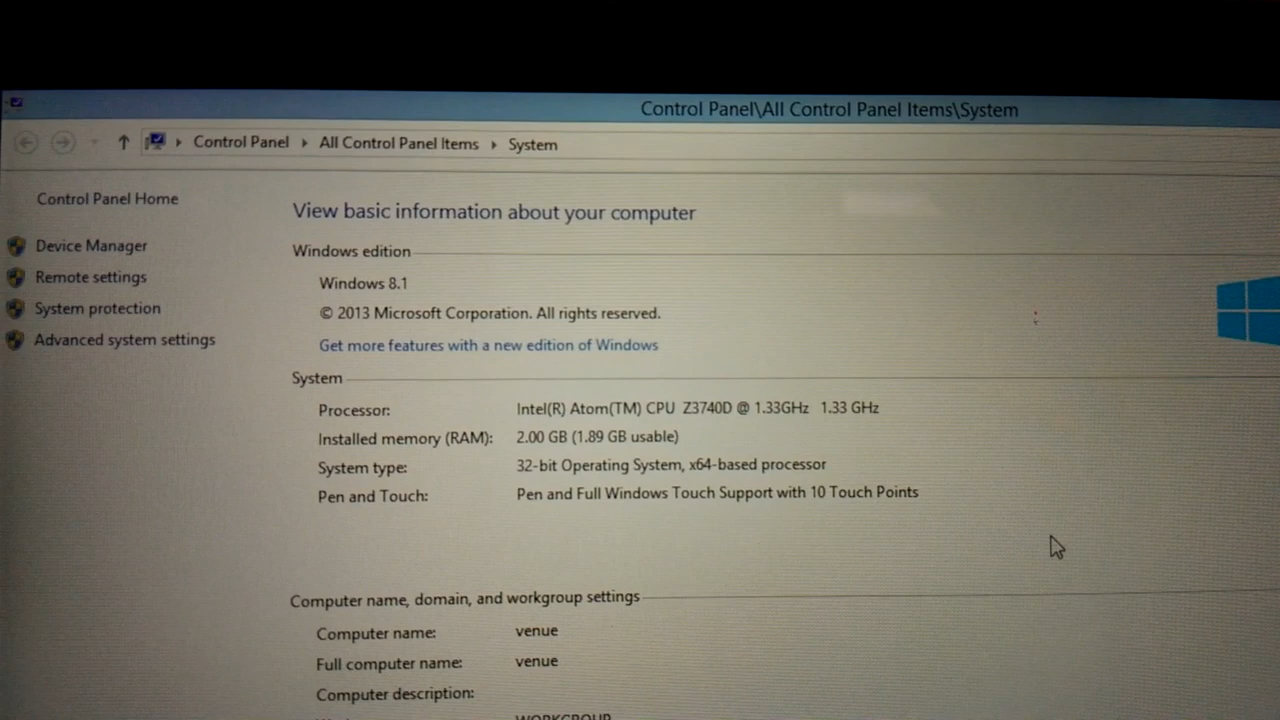 Control Panel\All Control Panel Items\System
Control Panel All Control Panel Items System
Control Panel Home
Device Manager
Remote settings
System protection
Advanced system settings
View basic information about your computer
Windows edition
Windows 8.1
© 2013 Microsoft Corporation. All rights reserved.
Get more features with a new edition of Windows
System
Processor: Intel(R) Atom(TM) CPU Z3740D @ 1.33GHz 1.33 GHz
Installed memory (RAM): 2.00 GB (1.89 GB usable)
System type: 32-bit Operating System, x64-based processor
Pen and Touch: Pen and Full Windows Touch Support with 10 Touch Points
Computer name, domain, and workgroup settings
Computer name: venue
Full computer name: venue
Computer description:
WORKGROUP